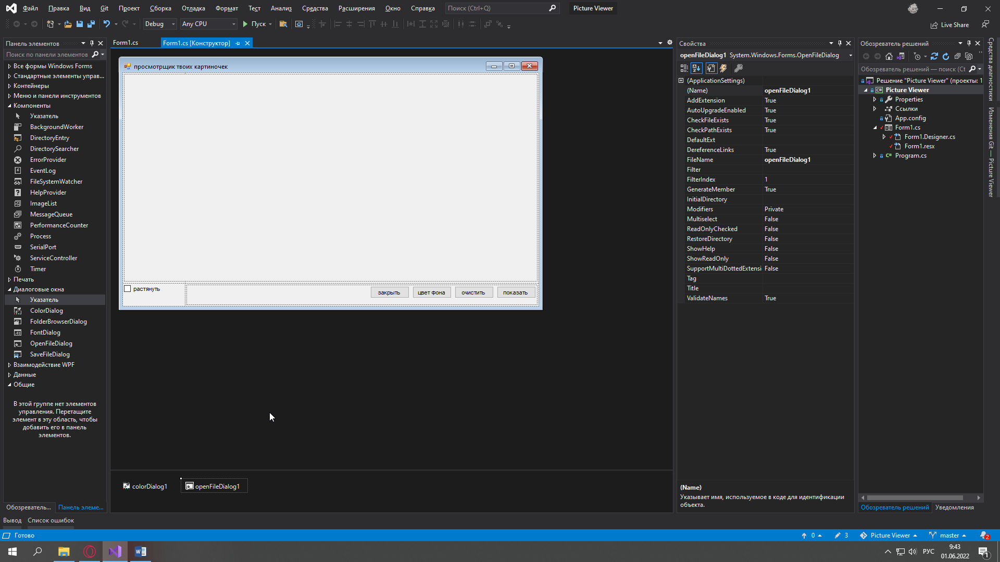 Файл Правка Вид Git Проект Сборка Отладка Формат Тест Анализ Средства Расширения Окно Справка Поиск (Ctrl+Q) Picture Viewer
Debug Any CPU Пуск Live Share
Панель элементов
Поиск по панели элементов
Все формы Windows Forms
Стандартные элементы управ...
Контейнеры
Меню и панели инструментов
Компоненты
Указатель
BackgroundWorker
DirectoryEntry
DirectorySearcher
ErrorProvider
EventLog
FileSystemWatcher
HelpProvider
ImageList
MessageQueue
PerformanceCounter
Process
SerialPort
ServiceController
Timer
Печать
Диалоговые окна
Указатель
ColorDialog
FolderBrowserDialog
FontDialog
OpenFileDialog
SaveFileDialog
Взаимодействие WPF
Данные
Общие
В этой группе нет элементов
управления. Перетащите
элемент в эту область, чтобы
добавить его в панель
элементов.
Обозреватель... Панель элеме...
Form1.cs Form1.cs [Конструктор]
просмотрщик твоих картиночек
растянуть
закрыть цвет фона очистить показать
colorDialog1 openFileDialog1
Свойства
openFileDialog1 System.Windows.Forms.OpenFileDialog
(ApplicationSettings)
(Name) openFileDialog1
AddExtension True
AutoUpgradeEnabled True
CheckFileExists True
CheckPathExists True
DefaultExt
DereferenceLinks True
FileName openFileDialog1
Filter
FilterIndex 1
GenerateMember True
InitialDirectory
Modifiers Private
Multiselect False
ReadOnlyChecked False
RestoreDirectory False
ShowHelp False
ShowReadOnly False
SupportMultiDottedExtensi False
Tag
Title
ValidateNames True
(Name)
Указывает имя, используемое в коде для идентификации
объекта.
Обозреватель решений
Обозреватель решений — поиск (Ct
Решение "Picture Viewer" (проекты: 1
Picture Viewer
Properties
Ссылки
App.config
Form1.cs
Form1.Designer.cs
Form1.resx
C# Program.cs
Обозреватель решений Уведомления
Средства диагностики
Изменения Git — Picture Viewer
Вывод Список ошибок
Готово 0 3 Picture Viewer master 2
РУС 9:43
01.06.2022 1